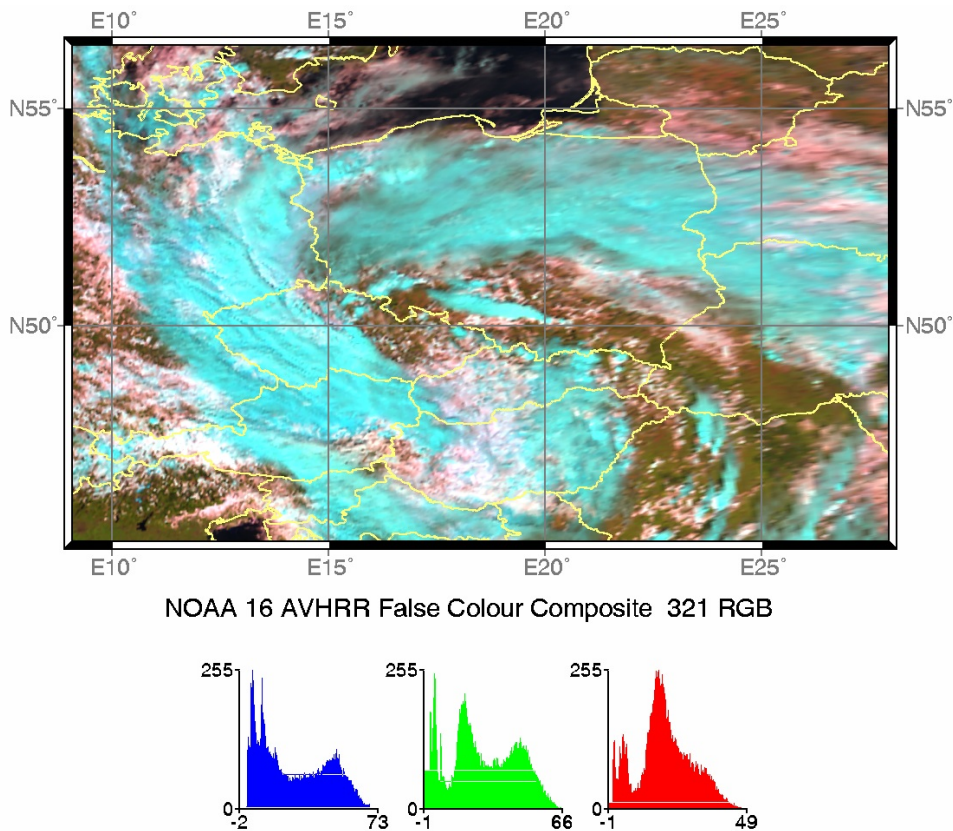 E10° E15° E20° E25°
N55° N55°
N50° N50°
E10° E15° E20° E25°
NOAA 16 AVHRR False Colour Composite 321 RGB
255 255 255
0 0 0
-2 73 -1 66 -1 49